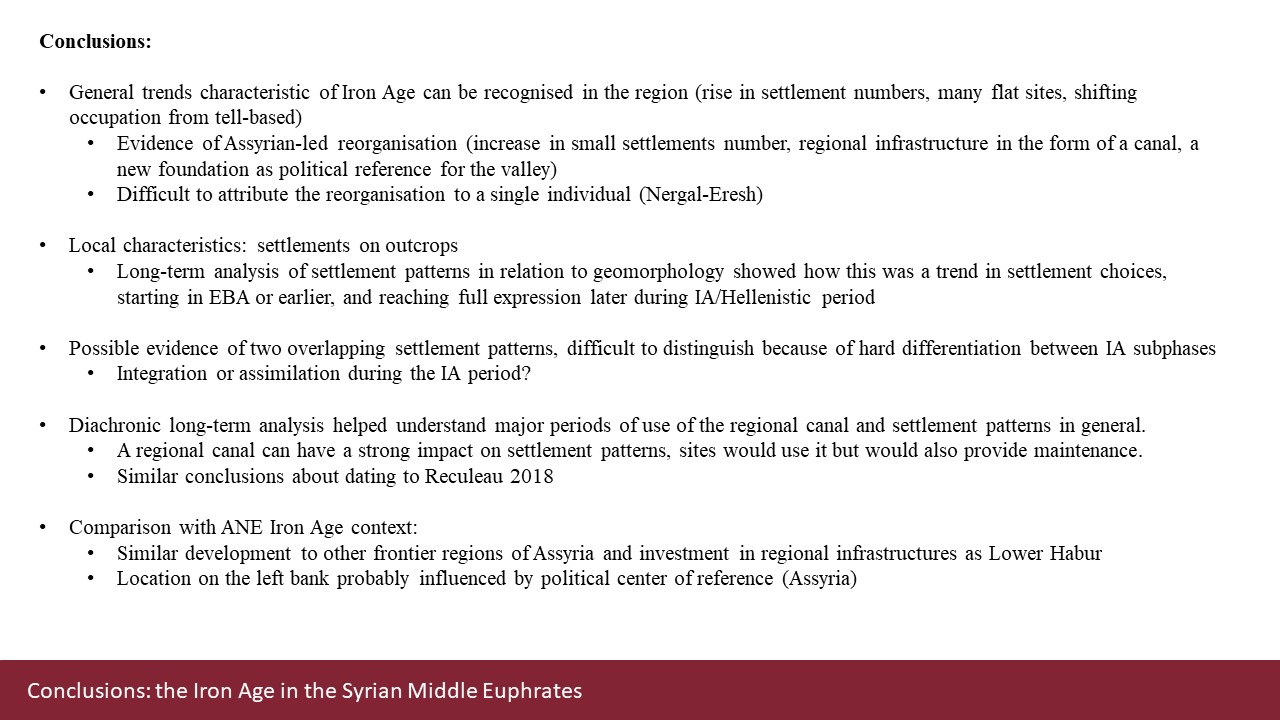 Conclusions:
• General trends characteristic of Iron Age can be recognised in the region (rise in settlement numbers, many flat sites, shifting
occupation from tell-based)
• Evidence of Assyrian-led reorganisation (increase in small settlements number, regional infrastructure in the form of a canal, a
new foundation as political reference for the valley)
• Difficult to attribute the reorganisation to a single individual (Nergal-Eresh)
• Local characteristics: settlements on outcrops
• Long-term analysis of settlement patterns in relation to geomorphology showed how this was a trend in settlement choices,
starting in EBA or earlier, and reaching full expression later during IA/Hellenistic period
• Possible evidence of two overlapping settlement patterns, difficult to distinguish because of hard differentiation between IA subphases
• Integration or assimilation during the IA period?
• Diachronic long-term analysis helped understand major periods of use of the regional canal and settlement patterns in general.
• A regional canal can have a strong impact on settlement patterns, sites would use it but would also provide maintenance.
• Similar conclusions about dating to Reculeau 2018
• Comparison with ANE Iron Age context:
• Similar development to other frontier regions of Assyria and investment in regional infrastructures as Lower Habur
• Location on the left bank probably influenced by political center of reference (Assyria)
Conclusions: the Iron Age in the Syrian Middle Euphrates